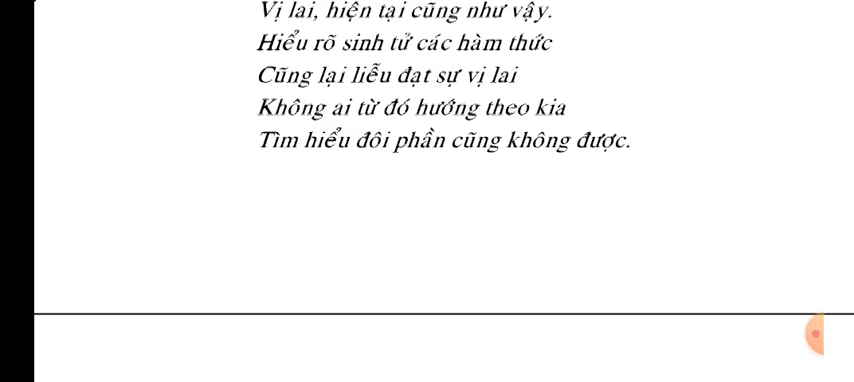 Vị lai, hiện tại cũng như vậy.
Hiểu rõ sinh tử các hàm thức
Cũng lại liễu đạt sự vị lai
Không ai từ đó hướng theo kia
Tìm hiểu đôi phần cũng không được.